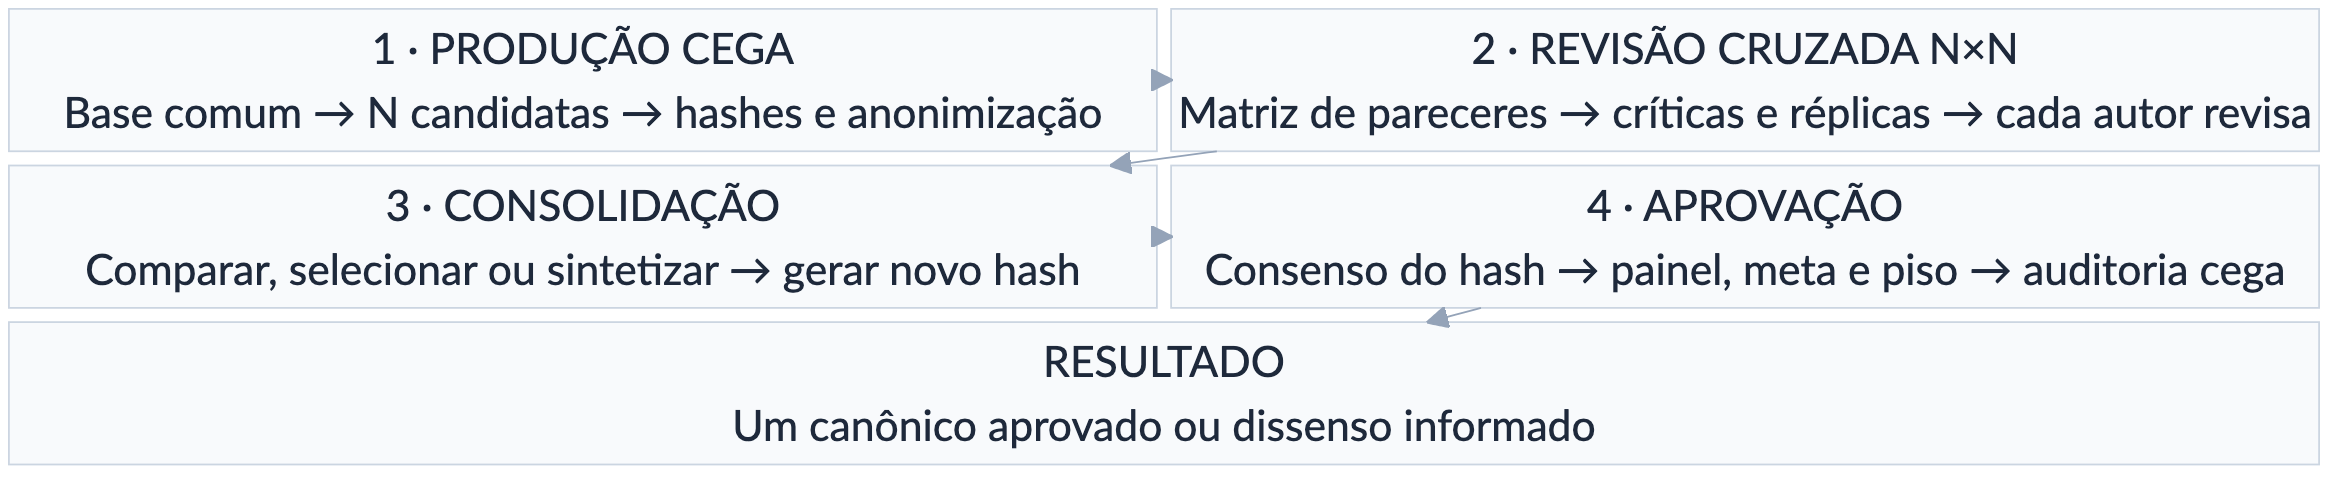 1 · PRODUÇÃO CEGA
Base comum → N candidatas → hashes e anonimização
2 · REVISÃO CRUZADA N×N
Matriz de pareceres → críticas e réplicas → cada autor revisa
3 · CONSOLIDAÇÃO
Comparar, selecionar ou sintetizar → gerar novo hash
4 · APROVAÇÃO
Consenso do hash → painel, meta e piso → auditoria cega
RESULTADO
Um canônico aprovado ou dissenso informado